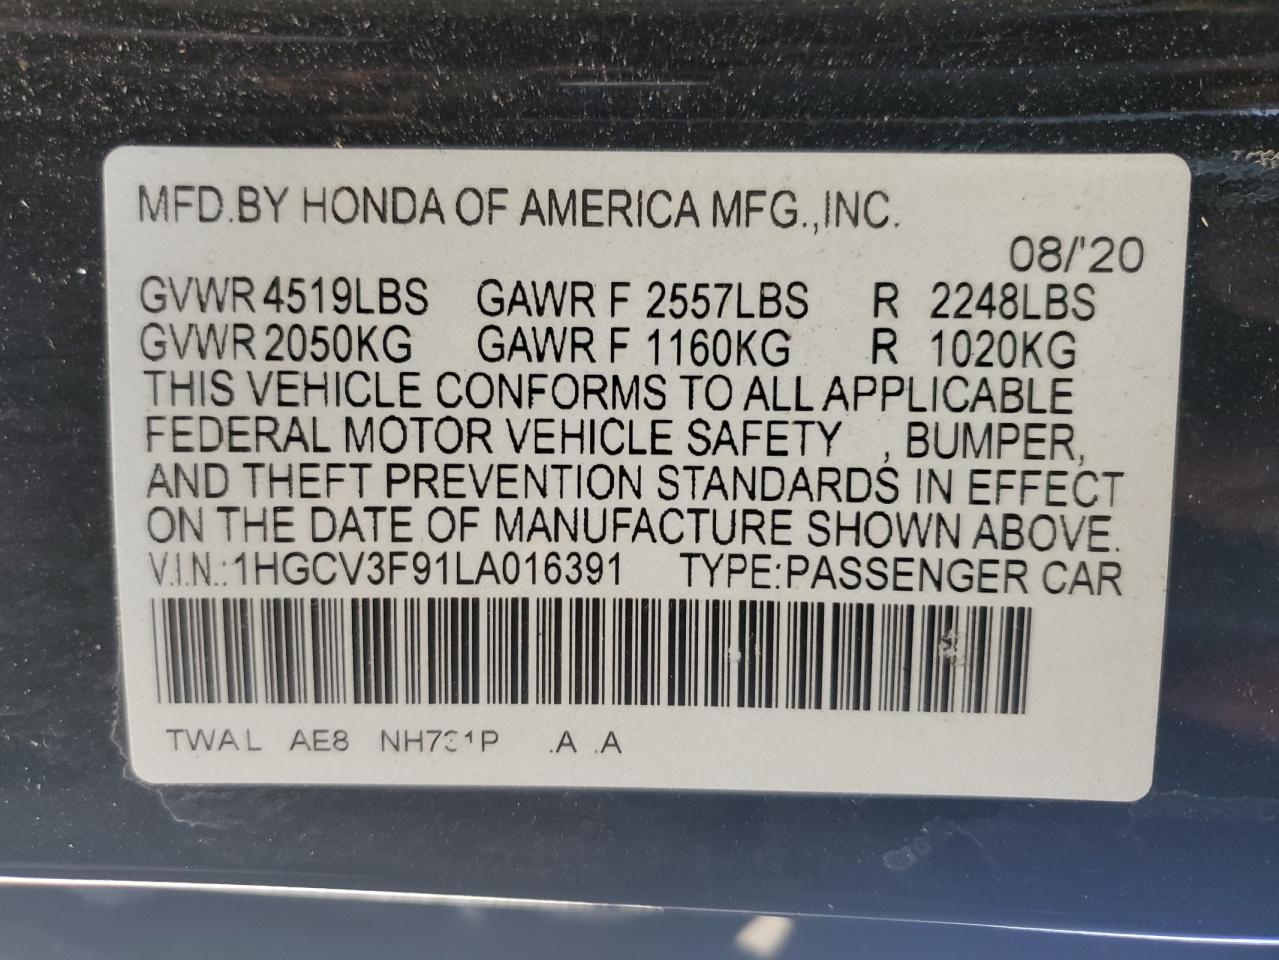 MFD.BY HONDA OF AMERICA MFG.,INC.
08/'20
GVWR 4519LBS GAWR F 2557LBS R 2248LBS
GVWR 2050KG GAWR F 1160KG R 1020KG
THIS VEHICLE CONFORMS TO ALL APPLICABLE
FEDERAL MOTOR VEHICLE SAFETY , BUMPER,
AND THEFT PREVENTION STANDARDS IN EFFECT
ON THE DATE OF MANUFACTURE SHOWN ABOVE.
V.I.N.:1HGCV3F91LA016391 TYPE:PASSENGER CAR
TWAL AE8 NH731P .A .A